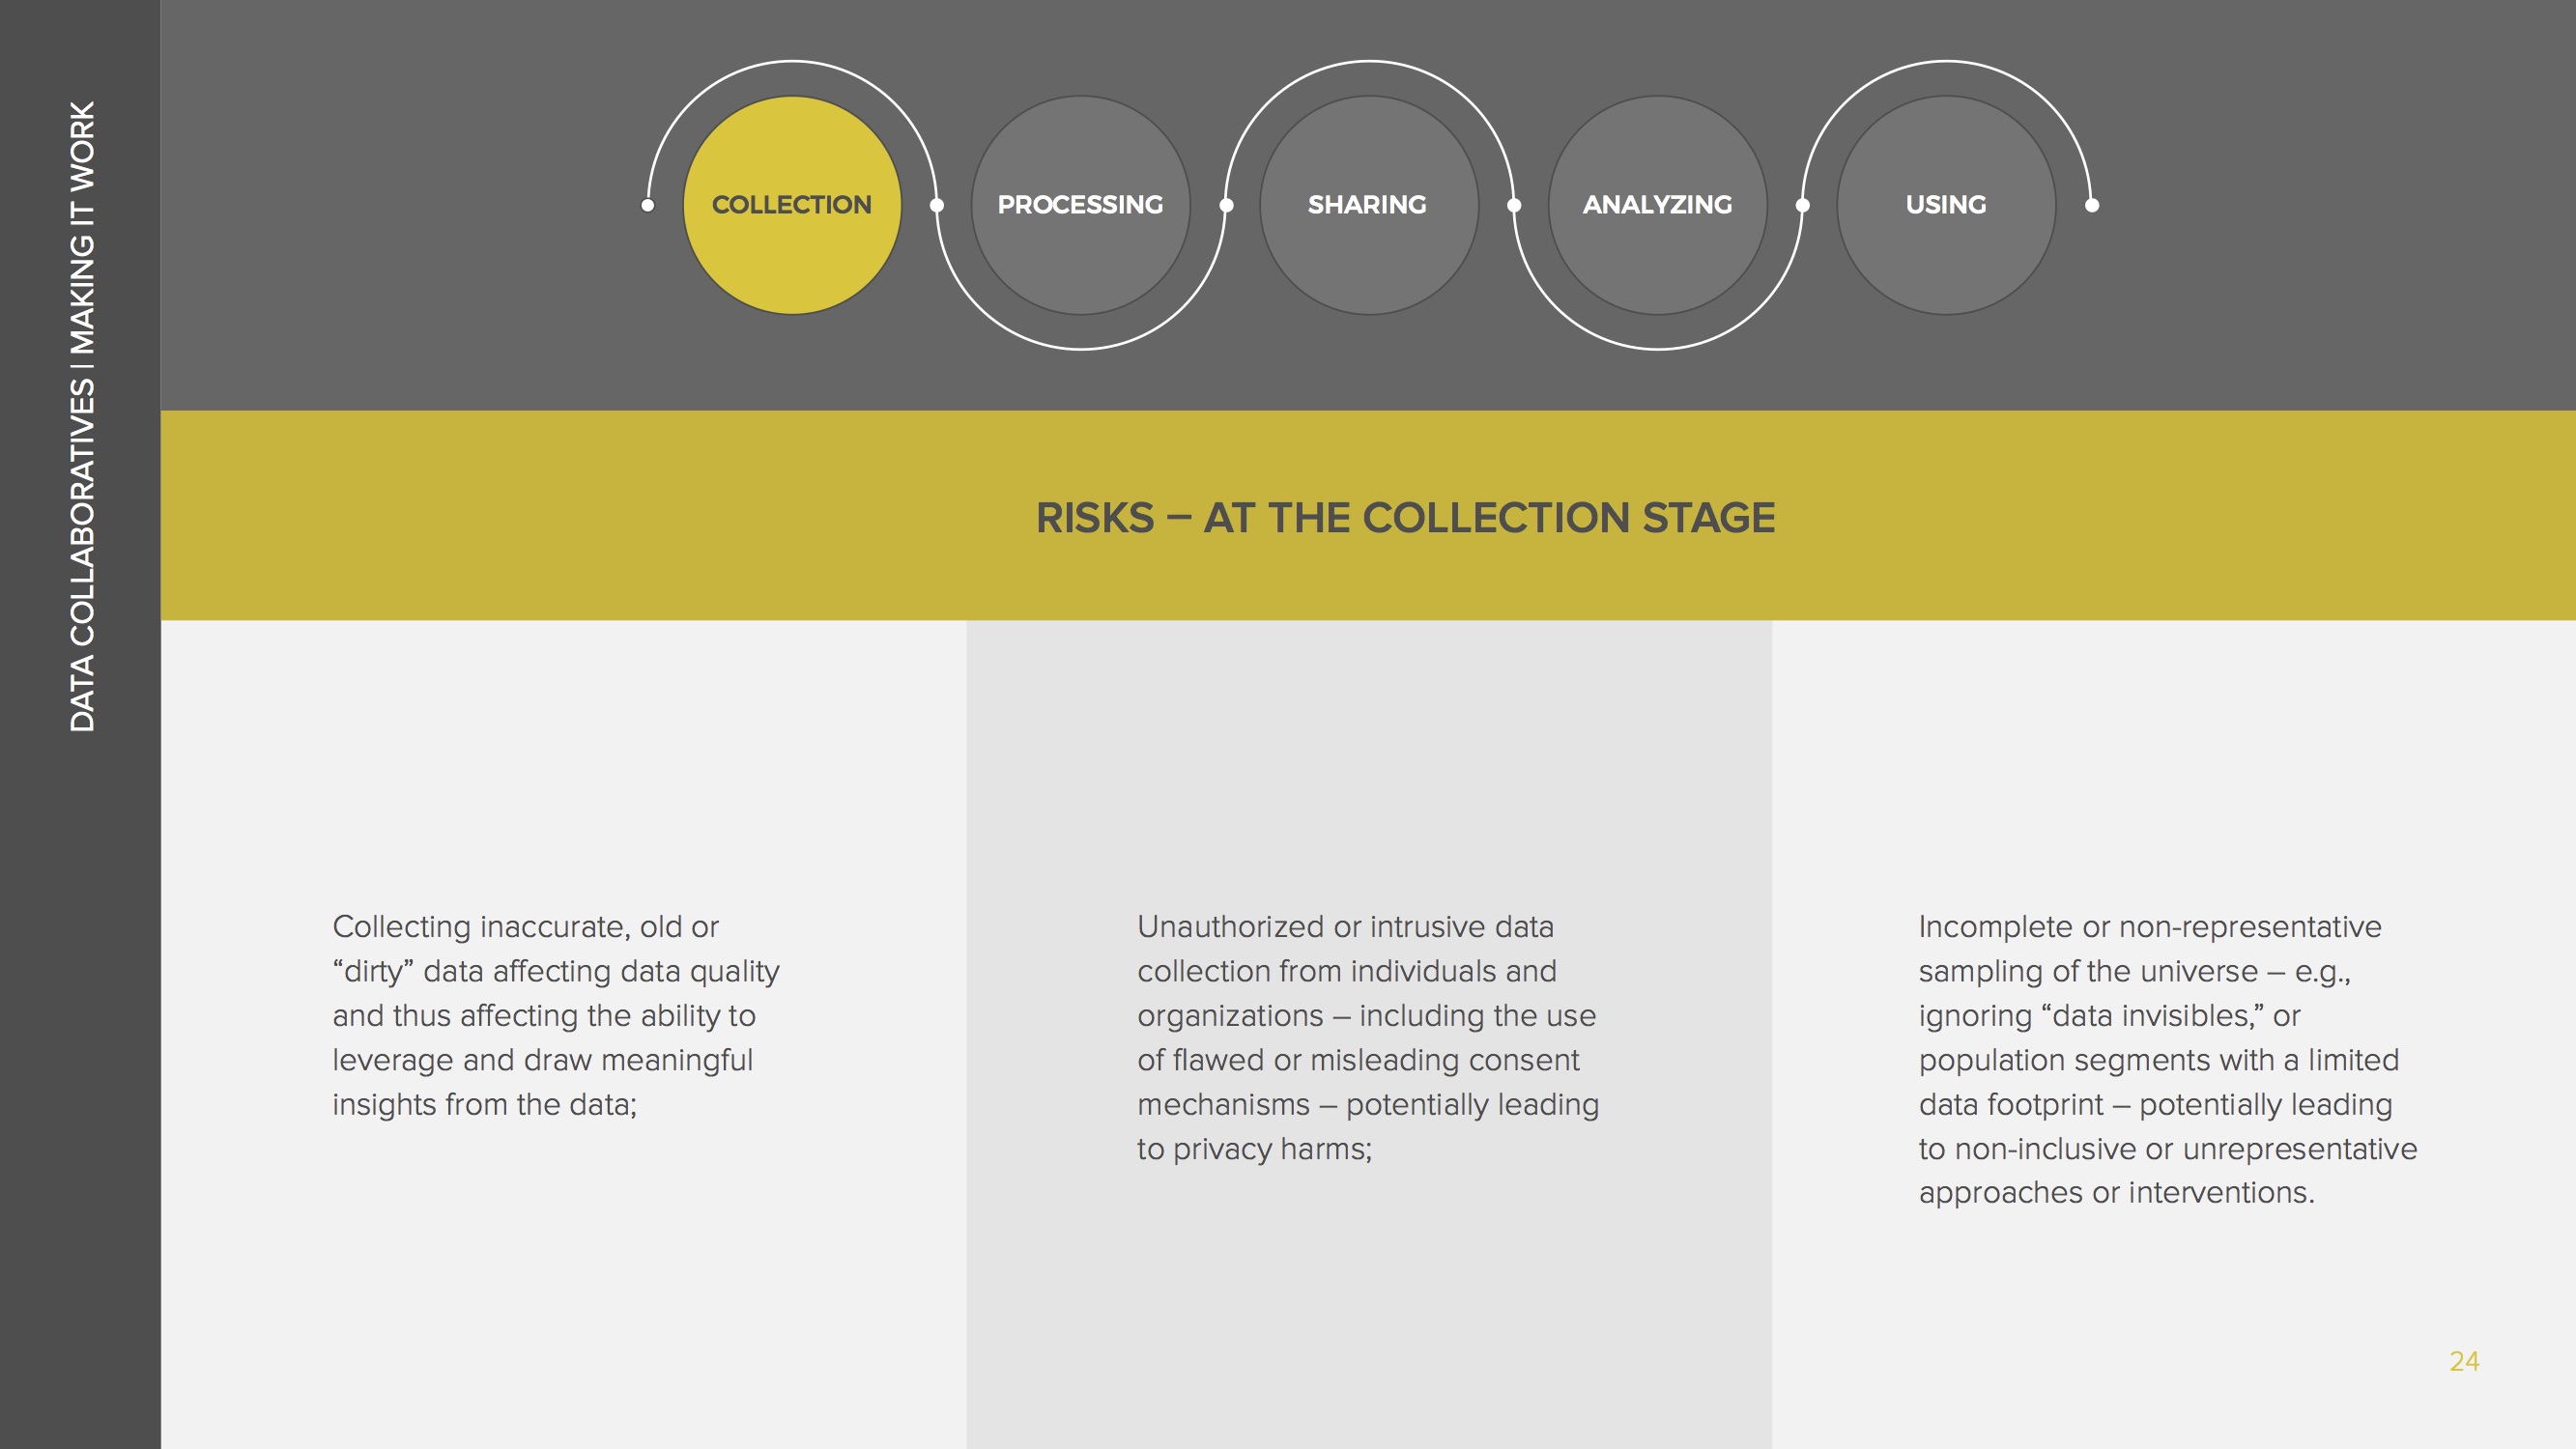 DATA COLLABORATIVES | MAKING IT WORK
COLLECTION
PROCESSING
SHARING
ANALYZING
USING
RISKS – AT THE COLLECTION STAGE
Collecting inaccurate, old or
“dirty” data affecting data quality
and thus affecting the ability to
leverage and draw meaningful
insights from the data;
Unauthorized or intrusive data
collection from individuals and
organizations – including the use
of flawed or misleading consent
mechanisms – potentially leading
to privacy harms;
Incomplete or non-representative
sampling of the universe – e.g.,
ignoring “data invisibles,” or
population segments with a limited
data footprint – potentially leading
to non-inclusive or unrepresentative
approaches or interventions.
24